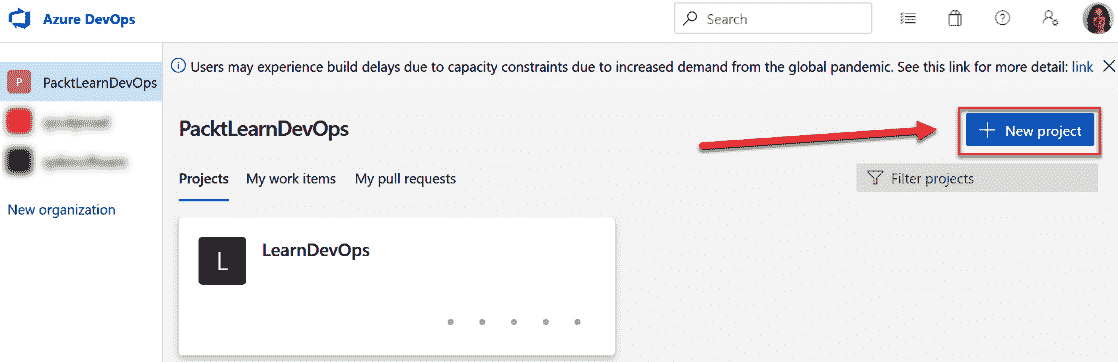 Azure DevOps
Search
P PacktLearnDevOps
New organization
Users may experience build delays due to capacity constraints due to increased demand from the global pandemic. See this link for more detail: link
PacktLearnDevOps
+ New project
Projects My work items My pull requests
Filter projects
L LearnDevOps